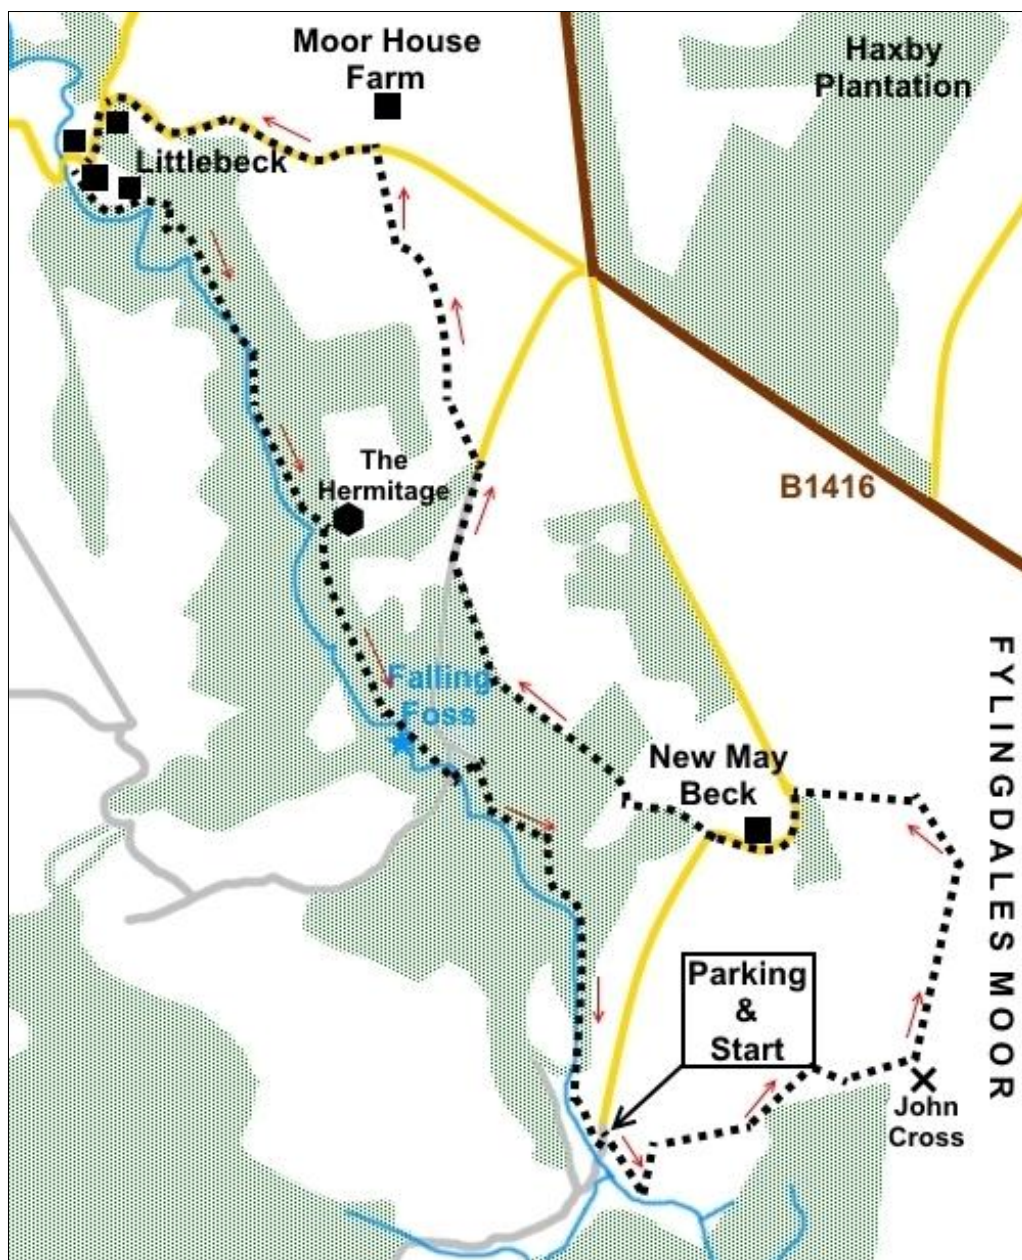 Moor House
Farm
Haxby
Plantation
Littlebeck
The
Hermitage
B1416
Falling
Foss
New May
Beck
FYLINGDALES MOOR
Parking
&
Start
John
Cross